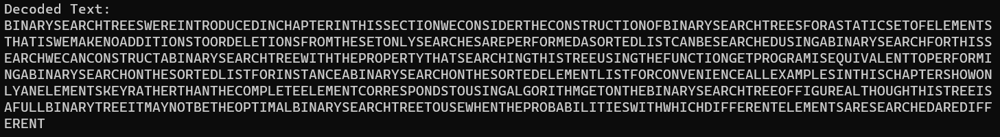 Decoded Text:
BINARYSEARCHTREESWEREINTRODUCEDINCHAPTERINTHISSECTIONWECONSIDERTHECONSTRUCTIONOFBINARYSEARCHTREESFORASTATICSETOFELEMENTS
THATISWEMAKENOADDITIONSTOORDELETIONSFROMTHESETONLYSEARCHESAREPERFORMEDASORTEDLISTCANBESEARCHEDUSINGABINARYSEARCHFORTHISS
EARCHWECANCONSTRUCTABINARYSEARCHTREEWITHTHEPROPERTYTHATSEARCHINGTHISTREEUSINGTHEFUNCTIONGETPROGRAMISEQUIVALENTTOPERFORMI
NGABINARYSEARCHONTHESORTEDLISTFORINSTANCEABINARYSEARCHONTHESORTEDELEMENTLISTFORCONVENIENCEALLEXAMPLESINTHISCHAPTERSHOWON
LYANELEMENTSKEYRATHERTHANTHECOMPLETEELEMENTCORRESPONDSTOUSINGALGORITHMGETONTHEBINARYSEARCHTREEOFFIGUREALTHOUGHTHISTREEIS
AFULLBINARYTREEITMAYNOTBETHEOPTIMALBINARYSEARCHTREETOUSEWHENTHEPROBABILITIESWITHWHICHDIFFERENTELEMENTSARESEARCHEDAREDIFF
ERENT